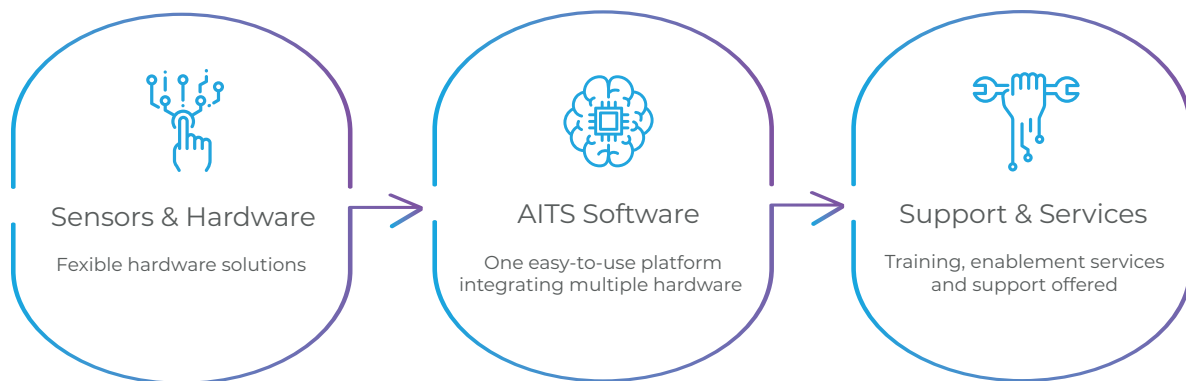 Sensors & Hardware
Fexible hardware solutions
AITS Software
One easy-to-use platform
integrating multiple hardware
Support & Services
Training, enablement services
and support offered